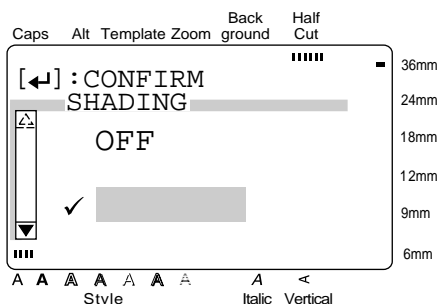 Back Half
Caps Alt Template Zoom ground Cut
[↵]:CONFIRM
SHADING
OFF
✓
36mm
24mm
18mm
12mm
9mm
6mm
A A A A A A A A A
Style Italic Vertical